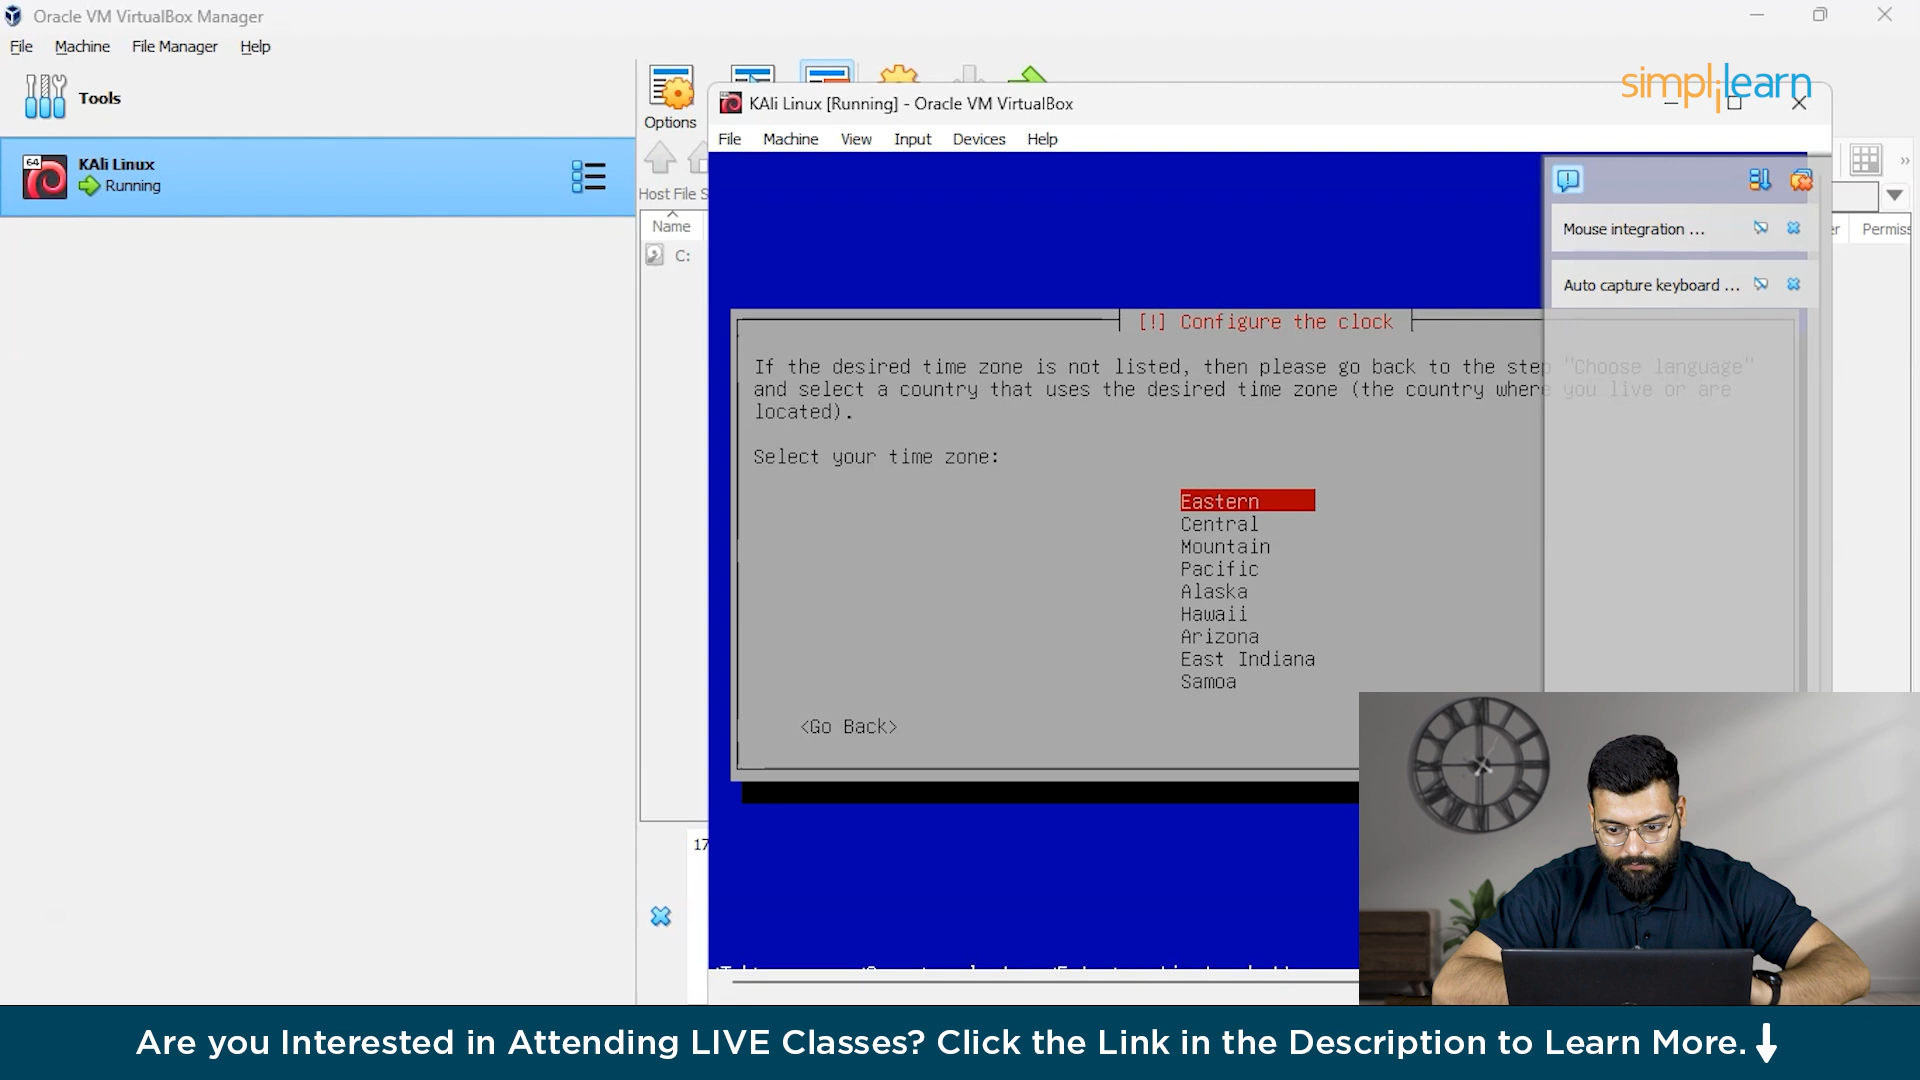 Oracle VM VirtualBox Manager
File Machine File Manager Help
Tools
64
KAli Linux
Running
Options
Host File S
Name
C:
17
simplilearn
KAli Linux [Running] - Oracle VM VirtualBox
File Machine View Input Devices Help
Mouse integration ...
Auto capture keyboard ...
er Permiss
[!] Configure the clock
If the desired time zone is not listed, then please go back to the step "Choose language"
and select a country that uses the desired time zone (the country where you live or are
located).
Select your time zone:
Eastern
Central
Mountain
Pacific
Alaska
Hawaii
Arizona
East Indiana
Samoa
<Go Back>
Are you Interested in Attending LIVE Classes? Click the Link in the Description to Learn More.